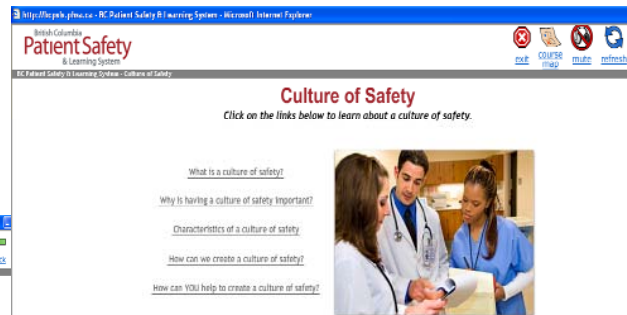 http://bcpsls.phsa.ca - BC Patient Safety & Learning System - Microsoft Internet Explorer
British Columbia
Patient Safety
& Learning System
exit
course map
mute
refresh
BC Patient Safety & Learning System - Culture of Safety
Culture of Safety
Click on the links below to learn about a culture of safety.
What is a culture of safety?
Why is having a culture of safety important?
Characteristics of a culture of safety
How can we create a culture of safety?
How can YOU help to create a culture of safety?